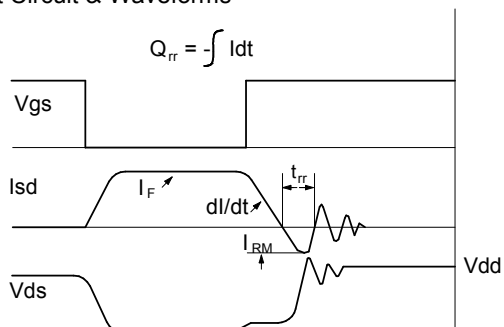 t Circuit & Waveforms
Qrr = -∫ Idt
Vgs
Isd
IF
dI/dt
trr
IRM
Vds
Vdd